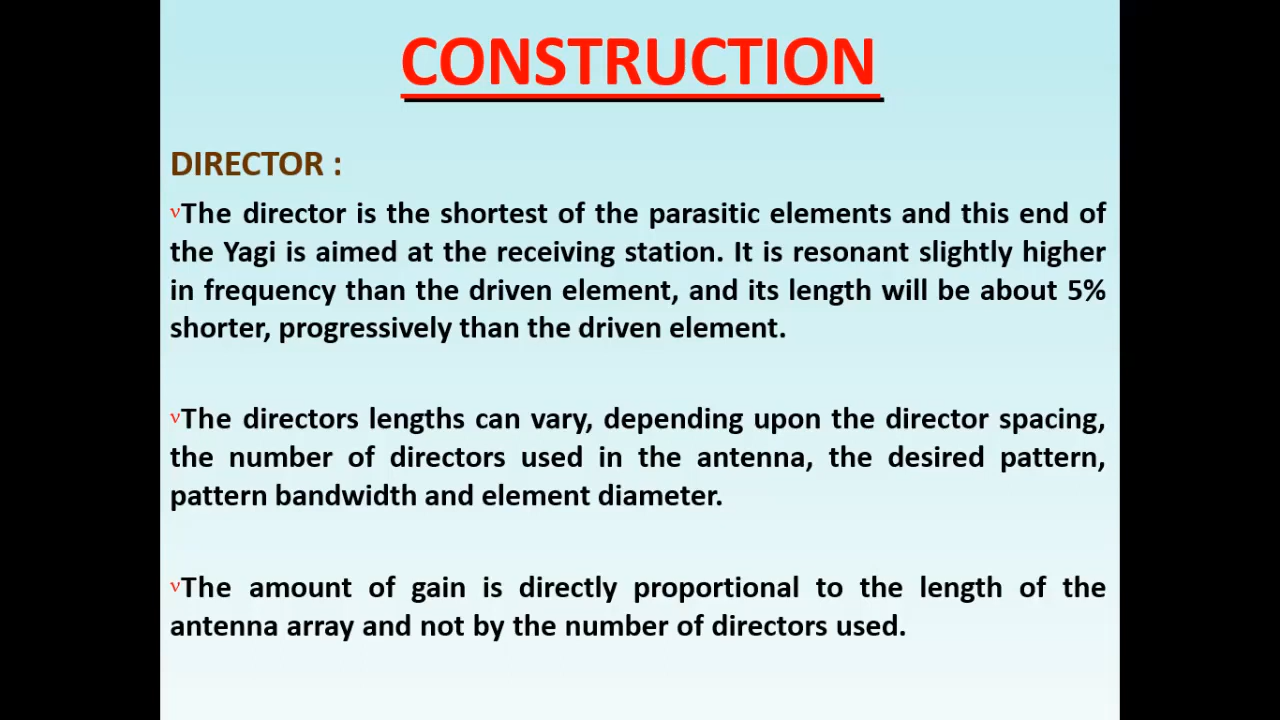 CONSTRUCTION
DIRECTOR :
vThe director is the shortest of the parasitic elements and this end of
the Yagi is aimed at the receiving station. It is resonant slightly higher
in frequency than the driven element, and its length will be about 5%
shorter, progressively than the driven element.
vThe directors lengths can vary, depending upon the director spacing,
the number of directors used in the antenna, the desired pattern,
pattern bandwidth and element diameter.
vThe amount of gain is directly proportional to the length of the
antenna array and not by the number of directors used.